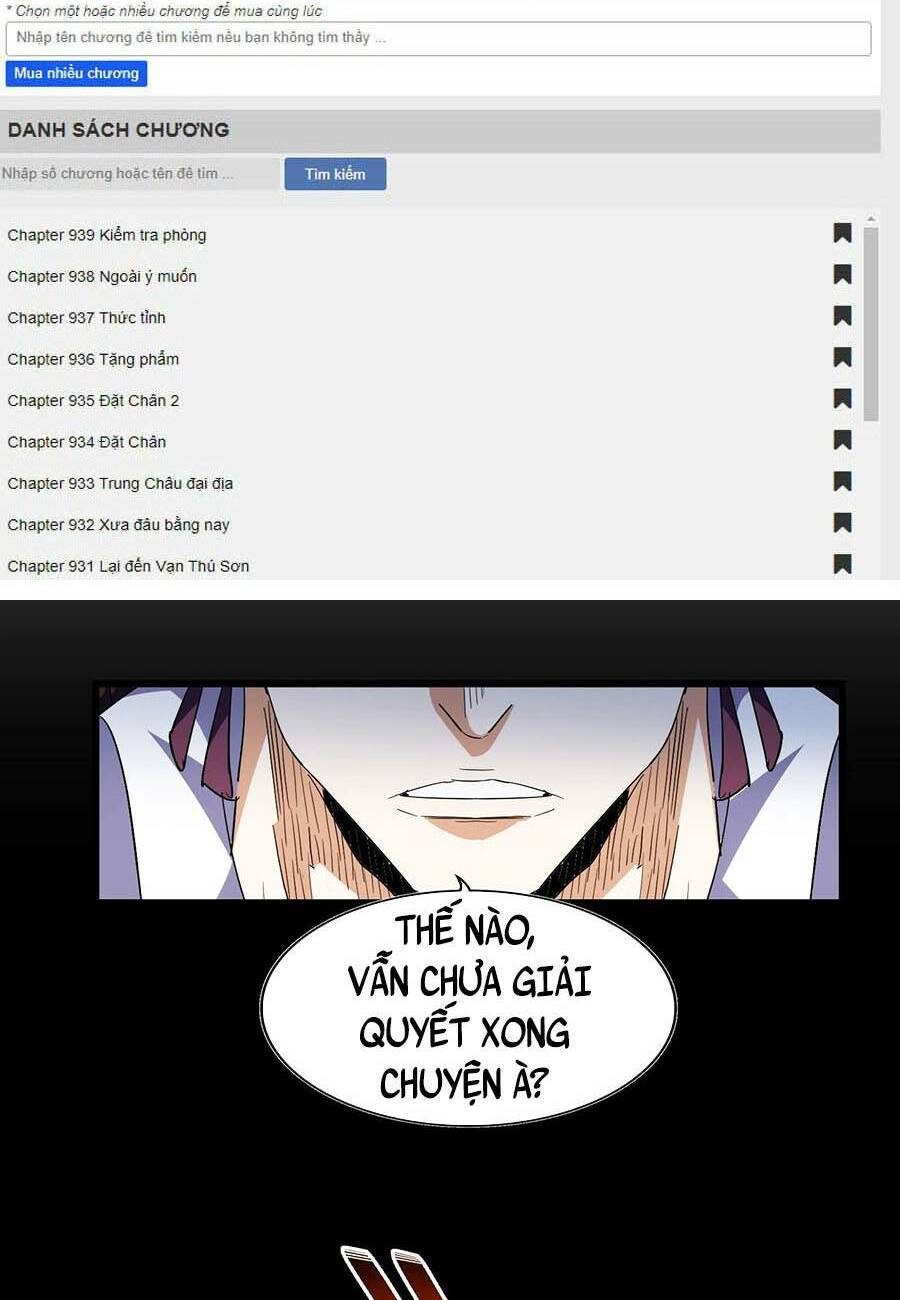 * Chọn một hoặc nhiều chương để mua cùng lúc
Nhập tên chương để tìm kiếm nếu bạn không tìm thấy ...
Mua nhiều chương
DANH SÁCH CHƯƠNG
Nhập số chương hoặc tên để tìm ...
Tìm kiếm
Chapter 939 Kiểm tra phòng
Chapter 938 Ngoài ý muốn
Chapter 937 Thức tỉnh
Chapter 936 Tặng phẩm
Chapter 935 Đặt Chân 2
Chapter 934 Đặt Chân
Chapter 933 Trung Châu đại địa
Chapter 932 Xưa đâu bằng nay
Chapter 931 Lại đến Vạn Thú Sơn
THẾ NÀO,
VẪN CHƯA GIẢI
QUYẾT XONG
CHUYỆN À?